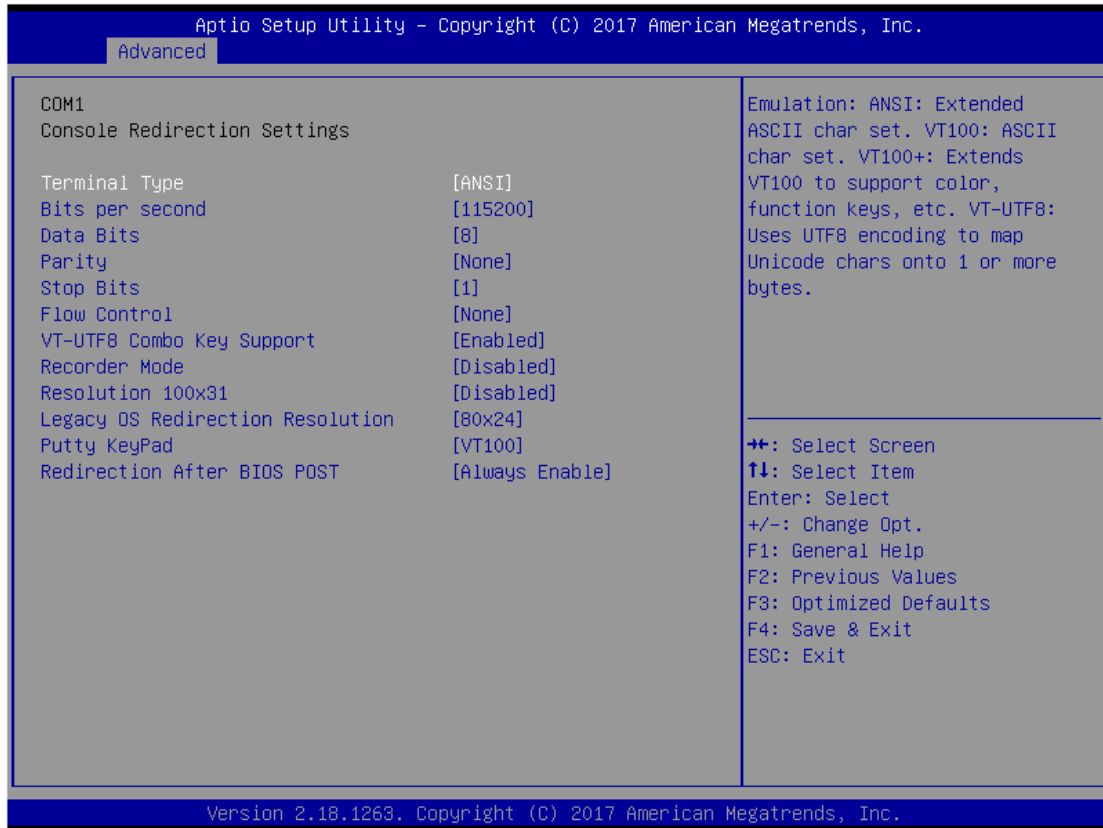 Aptio Setup Utility – Copyright (C) 2017 American Megatrends, Inc.
Advanced
COM1
Console Redirection Settings
Terminal Type [ANSI]
Bits per second [115200]
Data Bits [8]
Parity [None]
Stop Bits [1]
Flow Control [None]
VT-UTF8 Combo Key Support [Enabled]
Recorder Mode [Disabled]
Resolution 100x31 [Disabled]
Legacy OS Redirection Resolution [80x24]
Putty KeyPad [VT100]
Redirection After BIOS POST [Always Enable]
Emulation: ANSI: Extended
ASCII char set. VT100: ASCII
char set. VT100+: Extends
VT100 to support color,
function keys, etc. VT-UTF8:
Uses UTF8 encoding to map
Unicode chars onto 1 or more
bytes.
→←: Select Screen
↑↓: Select Item
Enter: Select
+/-: Change Opt.
F1: General Help
F2: Previous Values
F3: Optimized Defaults
F4: Save & Exit
ESC: Exit
Version 2.18.1263. Copyright (C) 2017 American Megatrends, Inc.